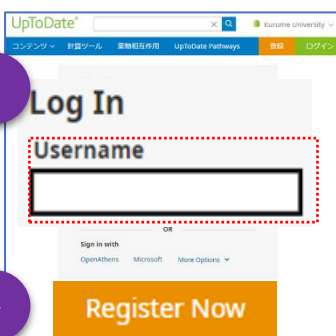 UpToDate®
Kurume University
コンテンツ 計算ツール 薬物相互作用 UpToDate Pathways 登録 ログイン
Log In
Username
OR
Sign in with
OpenAthens Microsoft More Options
Register Now